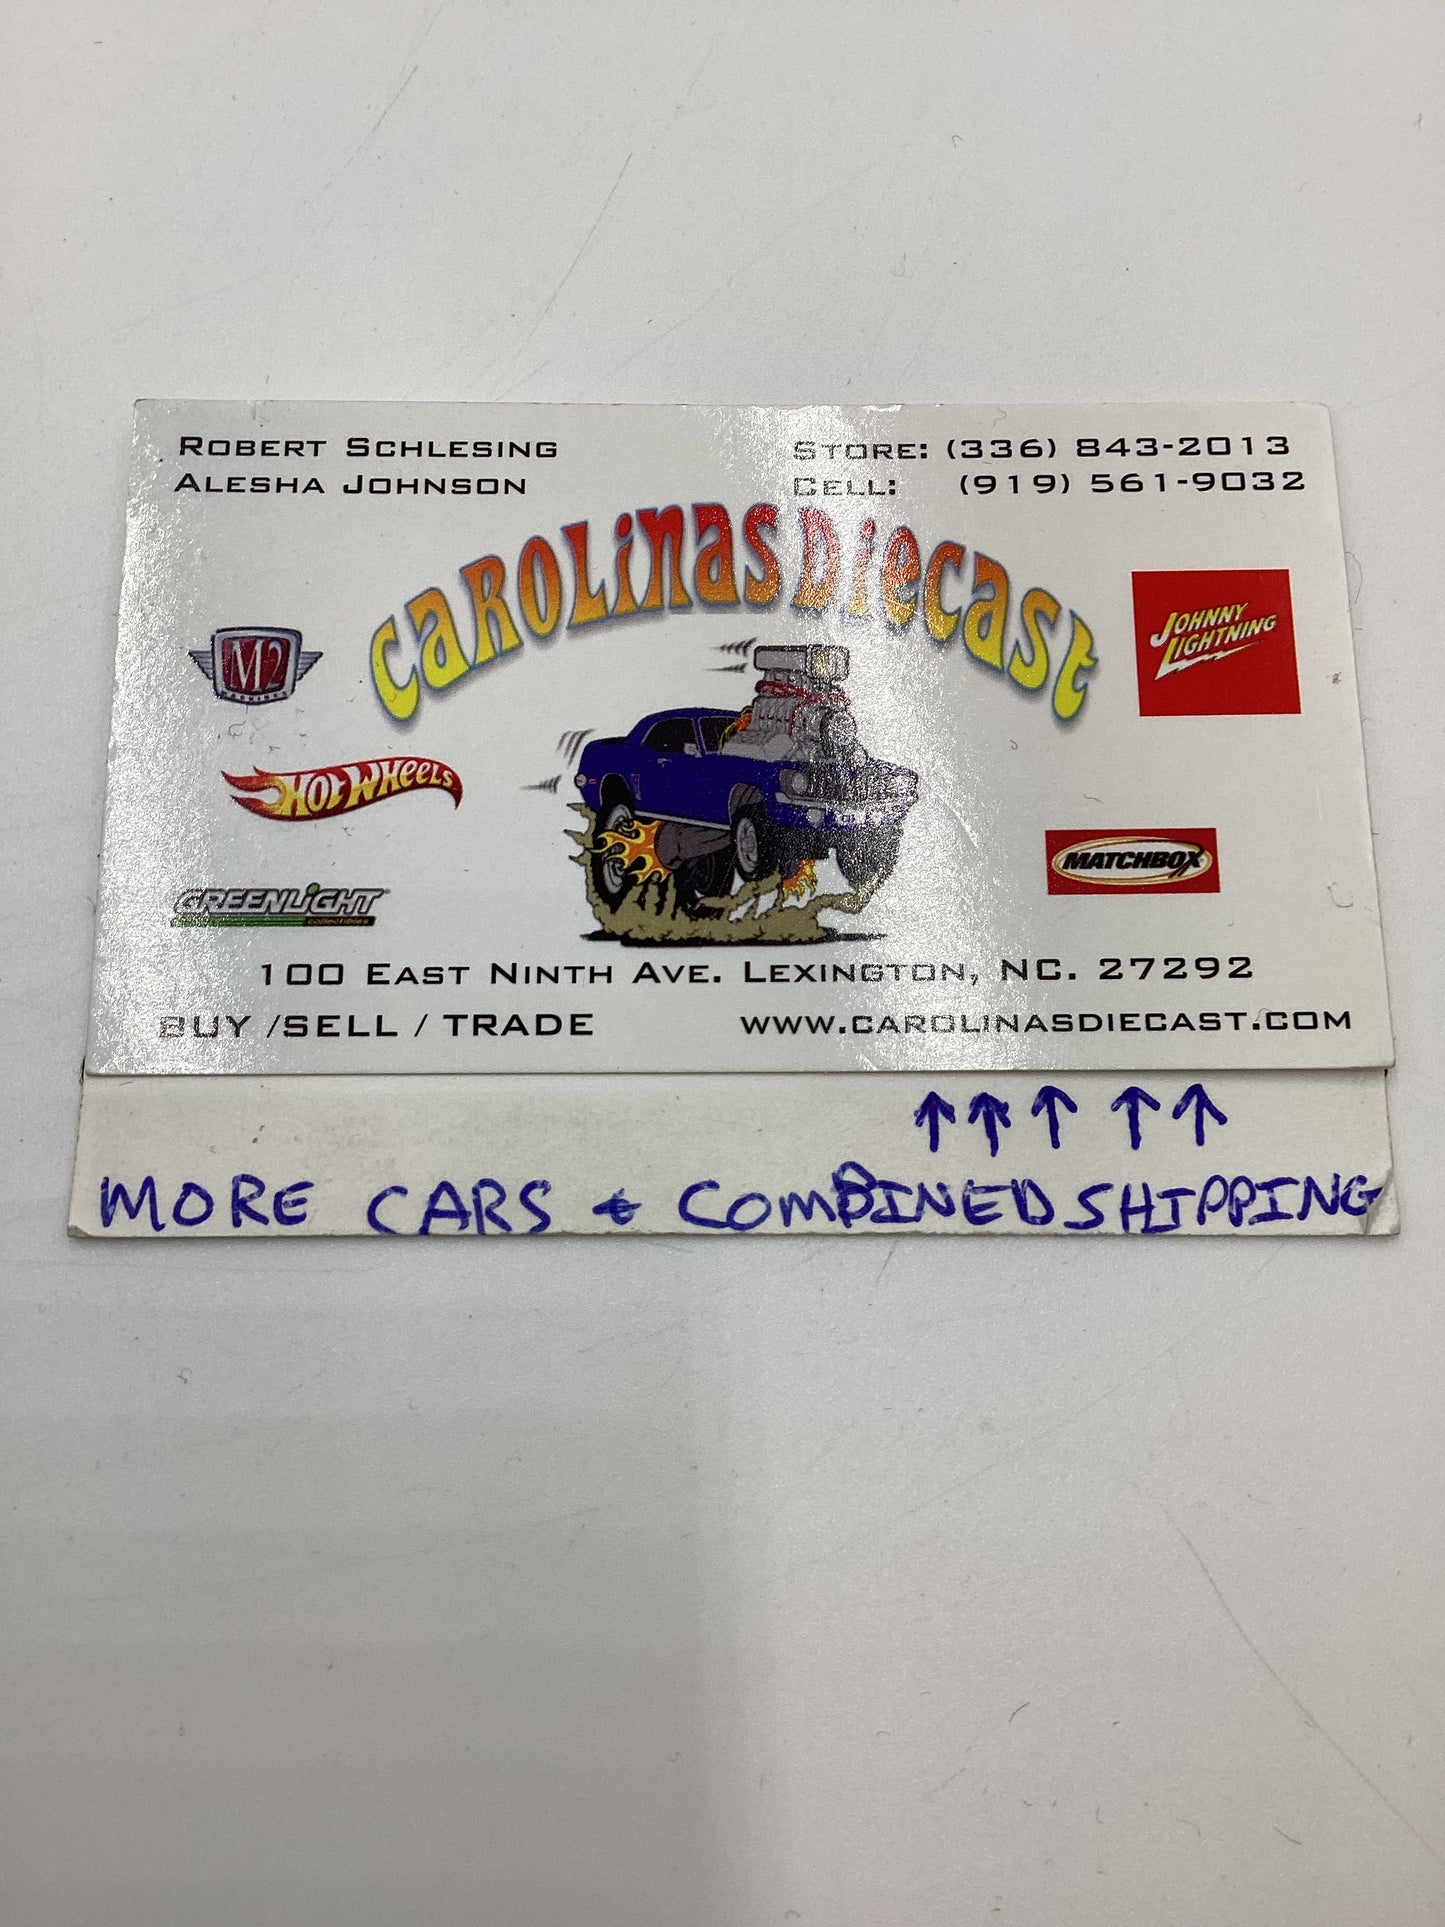 ROBERT SCHLESING
ALESHA JOHNSON
STORE: (336) 843-2013
CELL: (919) 561-9032
CAROLINAS DIECAST
M2
MACHINES
JOHNNY
LIGHTNING
HOT WHEELS
MATCHBOX
GREENLIGHT
collectibles
100 EAST NINTH AVE. LEXINGTON, NC. 27292
BUY /SELL / TRADE
WWW.CAROLINASDIECAST.COM
↑ ↑ ↑ ↑ ↑
MORE CARS & COMBINED SHIPPING